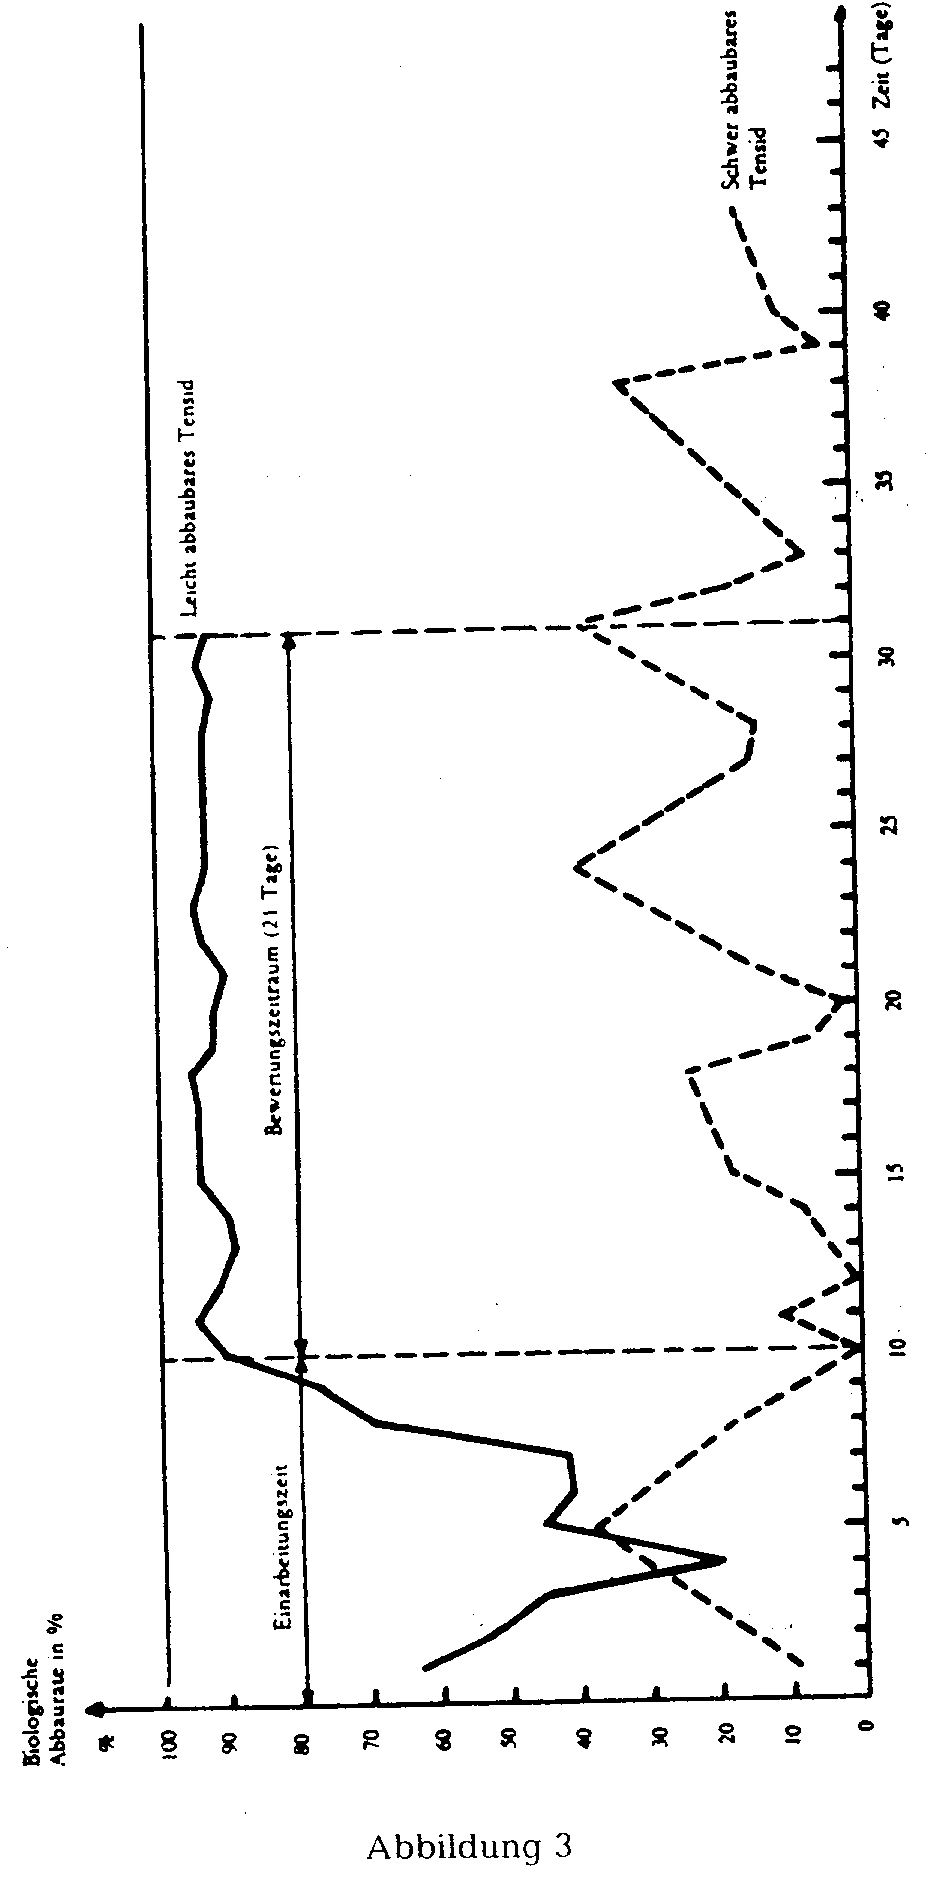 Biologische
Abbaurate in %
%
100
90
80
70
60
50
40
30
20
10
0
5
10
15
20
25
30
35
40
45
Zeit (Tage)
Einarbeitungszeit
Bewertungszeitraum (21 Tage)
Leicht abbaubares Tensid
Schwer abbaubares
Tensid
Abbildung 3